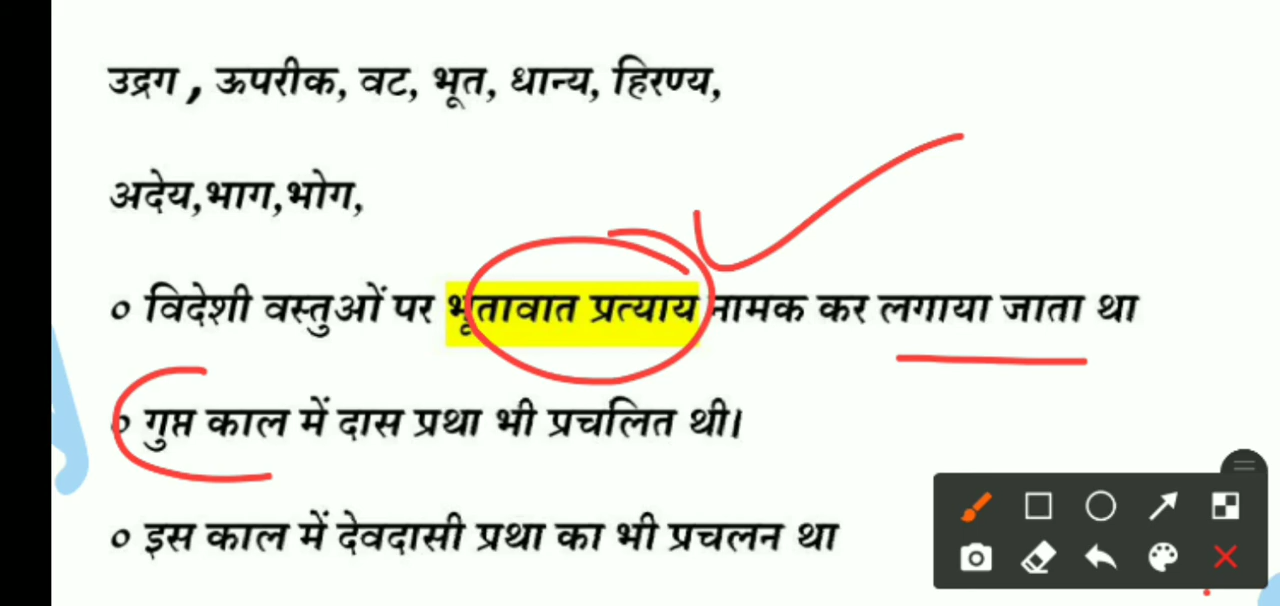 उद्रग , ऊपरीक, वट, भूत, धान्य, हिरण्य,
अदेय,भाग,भोग,
० विदेशी वस्तुओं पर भूतावात प्रत्याय नामक कर लगाया जाता था
० गुप्त काल में दास प्रथा भी प्रचलित थी।
० इस काल में देवदासी प्रथा का भी प्रचलन था